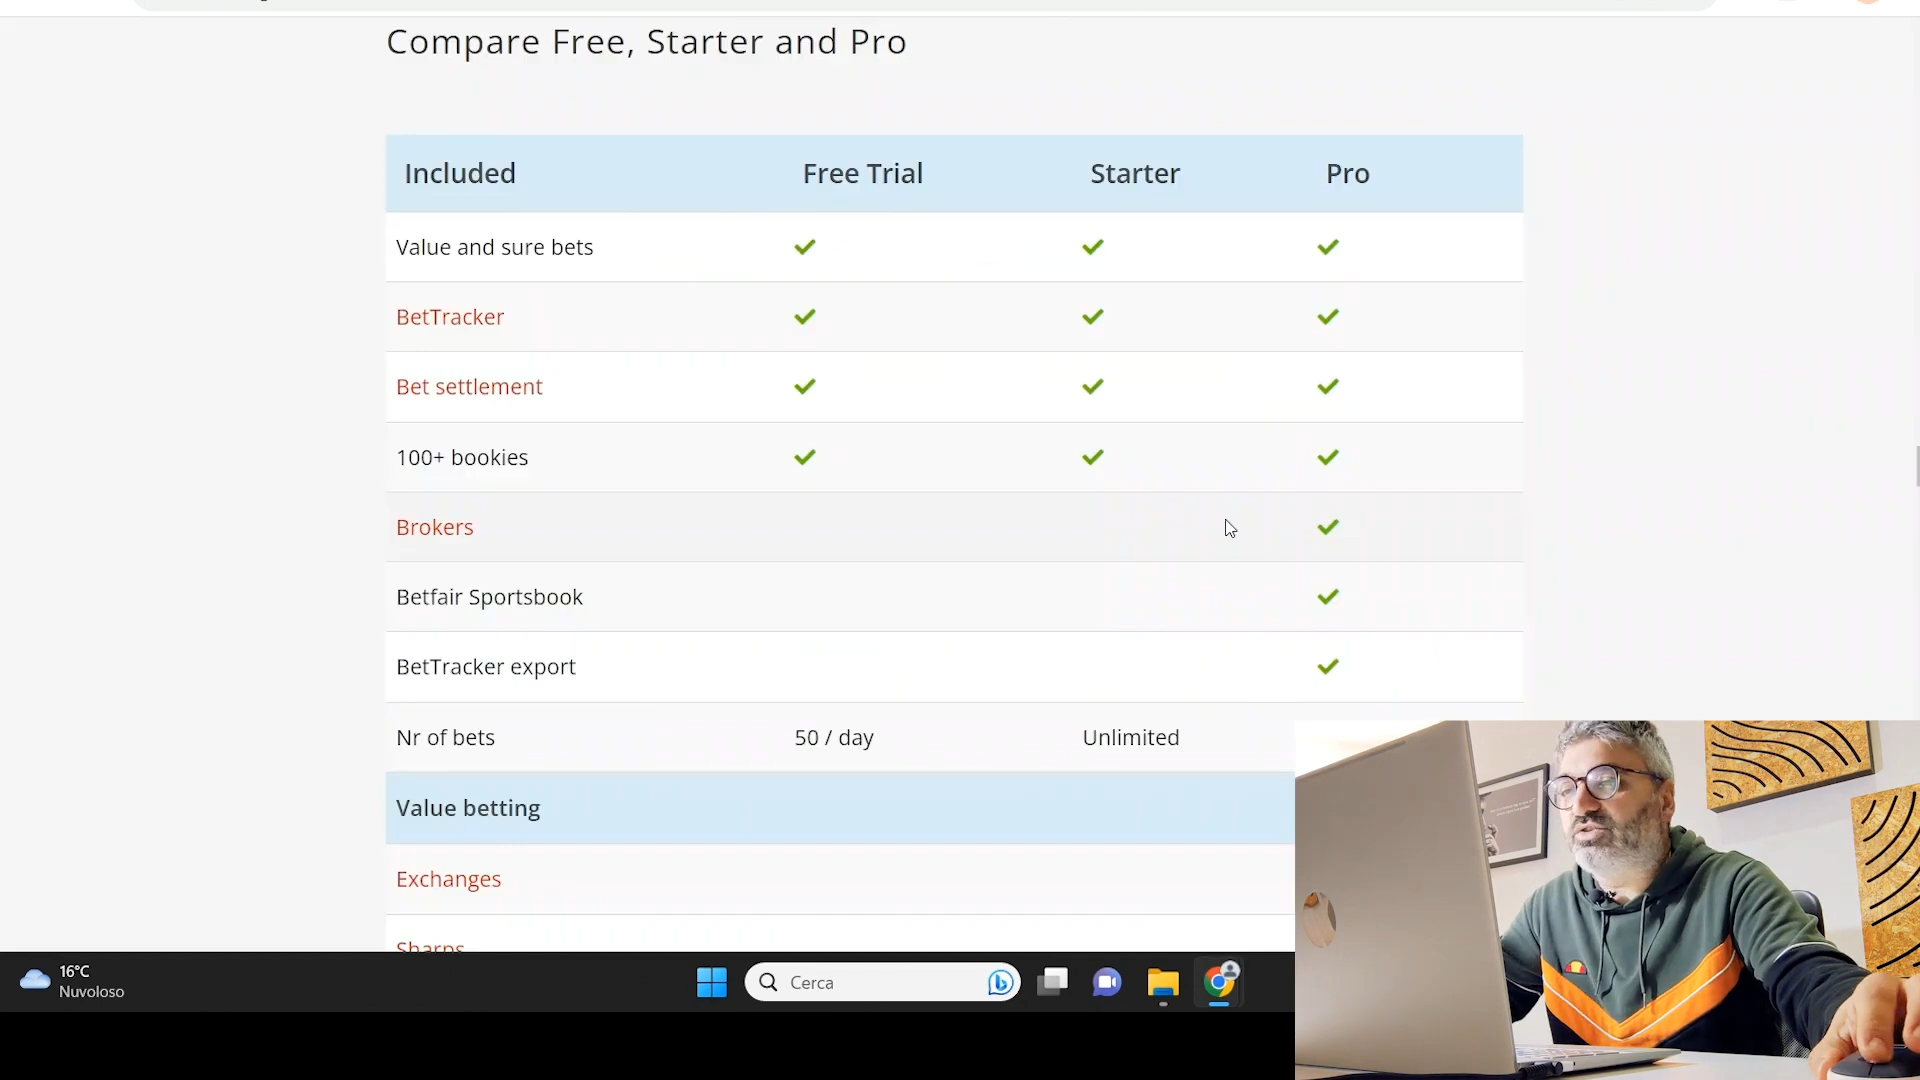 Compare Free, Starter and Pro
Included Free Trial Starter Pro
Value and sure bets
BetTracker
Bet settlement
100+ bookies
Brokers
Betfair Sportsbook
BetTracker export
Nr of bets 50 / day Unlimited
Value betting
Exchanges
Sharps
16°C
Nuvoloso
Cerca